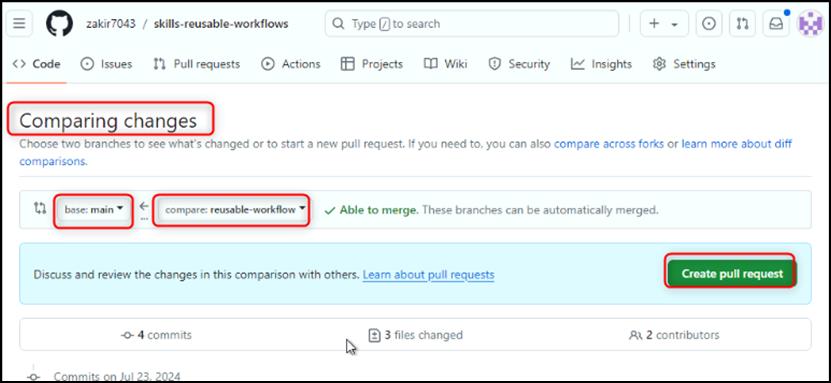 zakir7043 / skills-reusable-workflows
Type / to search
Code Issues Pull requests Actions Projects Wiki Security Insights Settings
Comparing changes
Choose two branches to see what's changed or to start a new pull request. If you need to, you can also compare across forks or learn more about diff
comparisons.
base: main compare: reusable-workflow Able to merge. These branches can be automatically merged.
Discuss and review the changes in this comparison with others. Learn about pull requests Create pull request
4 commits 3 files changed 2 contributors
Commits on Jul 23, 2024